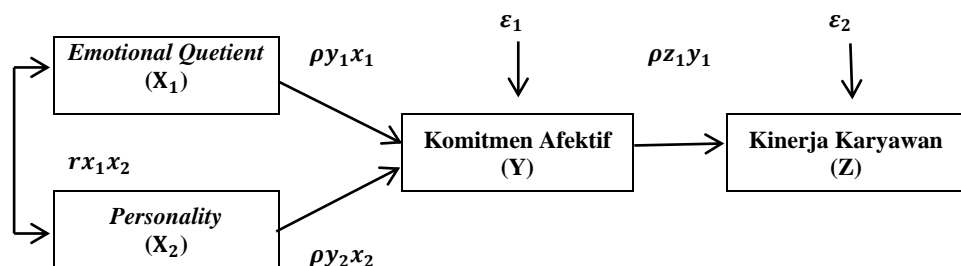 ε₁
ε₂
Emotional Quetient
(X₁)
ρy₁x₁
ρz₁y₁
Komitmen Afektif
(Y)
Kinerja Karyawan
(Z)
rx₁x₂
Personality
(X₂)
ρy₂x₂